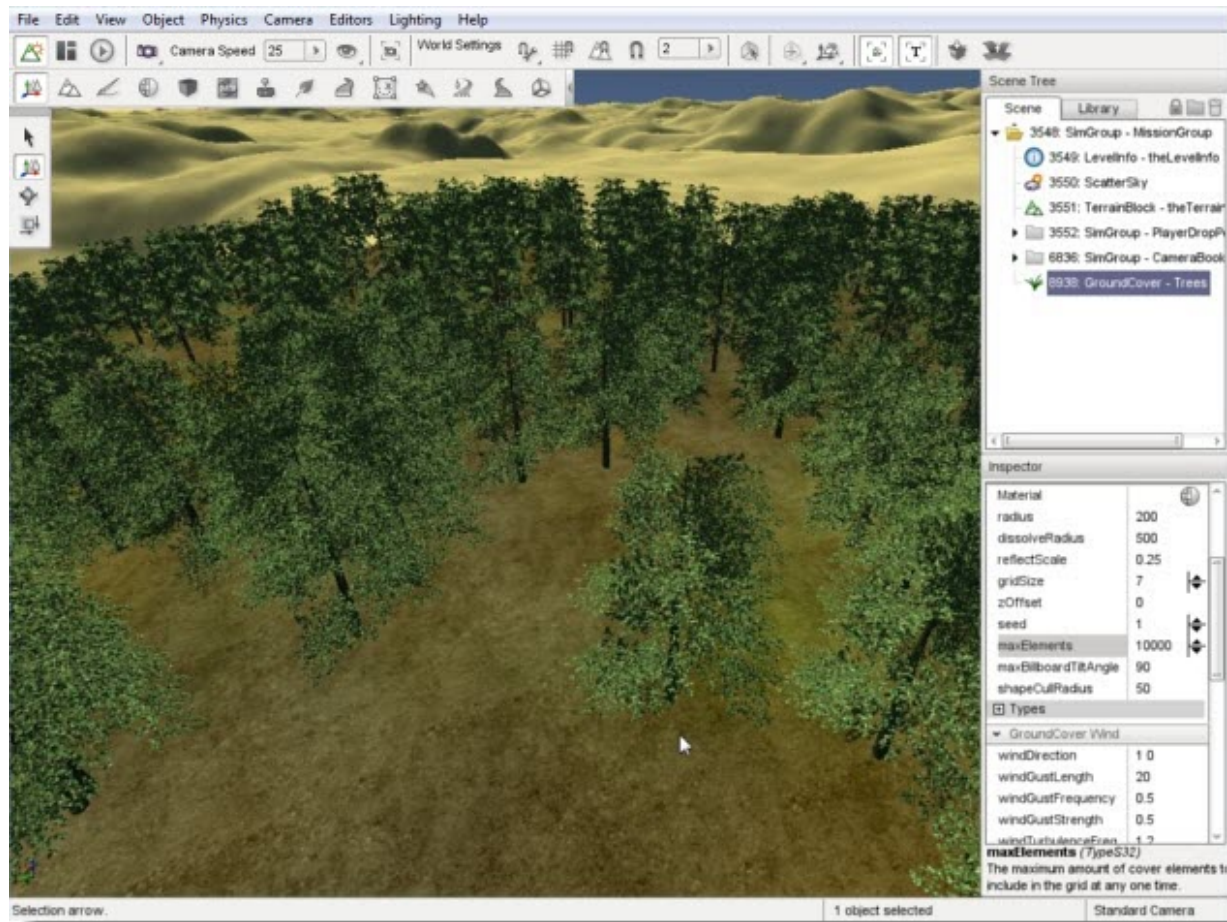 File Edit View Object Physics Camera Editors Lighting Help
Camera Speed 25 World Settings 2 T
Scene Tree
Scene Library
3548: SimGroup - MissionGroup
3549: LevelInfo - theLevelInfo
3550: ScatterSky
3551: TerrainBlock - theTerrain
3552: SimGroup - PlayerDropP
6836: SimGroup - CameraBook
8938: GroundCover - Trees
Inspector
Material
radius 200
dissolveRadius 500
reflectScale 0.25
gridSize 7
zOffset 0
seed 1
maxElements 10000
maxBillboardTiltAngle 90
shapeCullRadius 50
Types
GroundCover Wind
windDirection 1 0
windGustLength 20
windGustFrequency 0.5
windGustStrength 0.5
windTurbulenceFreq 1.2
maxElements (TypeS32)
The maximum amount of cover elements to
include in the grid at any one time.
Selection arrow. 1 object selected Standard Camera